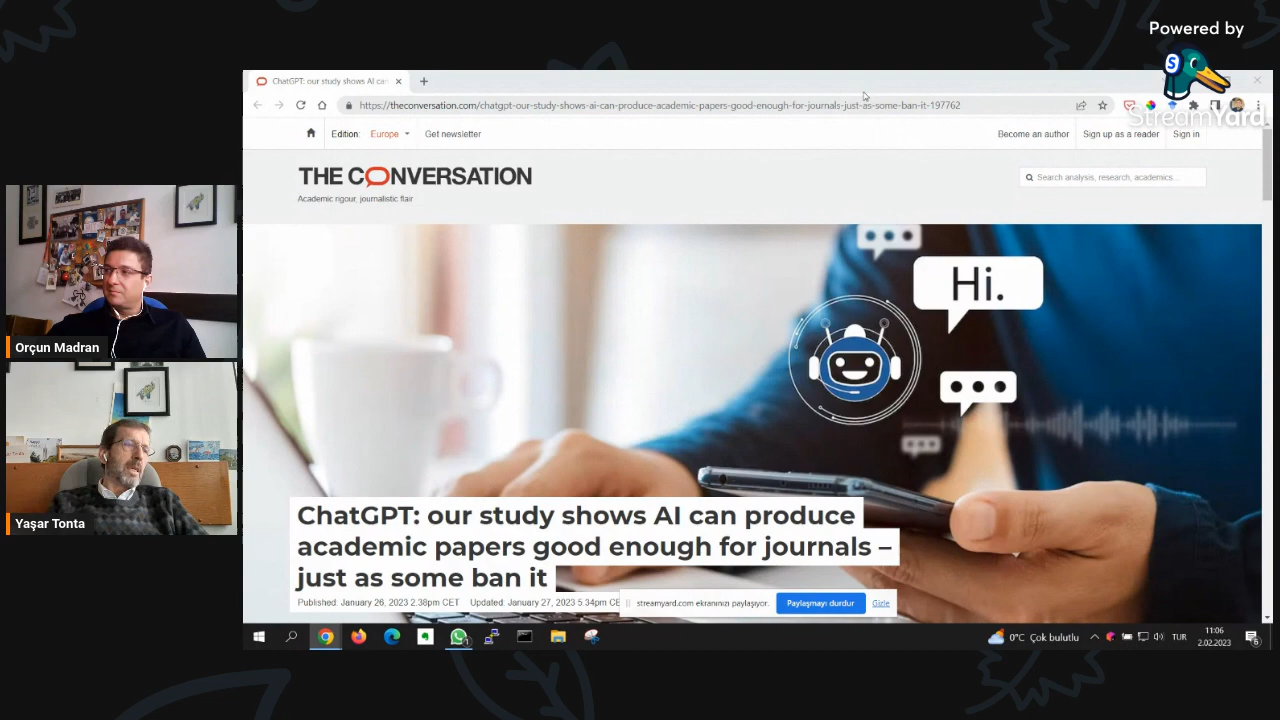 Powered by
StreamYard
ChatGPT: our study shows AI ca
https://theconversation.com/chatgpt-our-study-shows-ai-can-produce-academic-papers-good-enough-for-journals-just-as-some-ban-it-197762
Edition: Europe Get newsletter
Become an author Sign up as a reader Sign in
THE CONVERSATION
Academic rigour, journalistic flair
Search analysis, research, academics…
Hi.
Orçun Madran
Yaşar Tonta
ChatGPT: our study shows AI can produce
academic papers good enough for journals –
just as some ban it
Published: January 26, 2023 2.38pm CET Updated: January 27, 2023 5.34pm CE
streamyard.com ekranınızı paylaşıyor. Paylaşmayı durdur Gizle
0°C Çok bulutlu TUR 11:06
2.02.2023